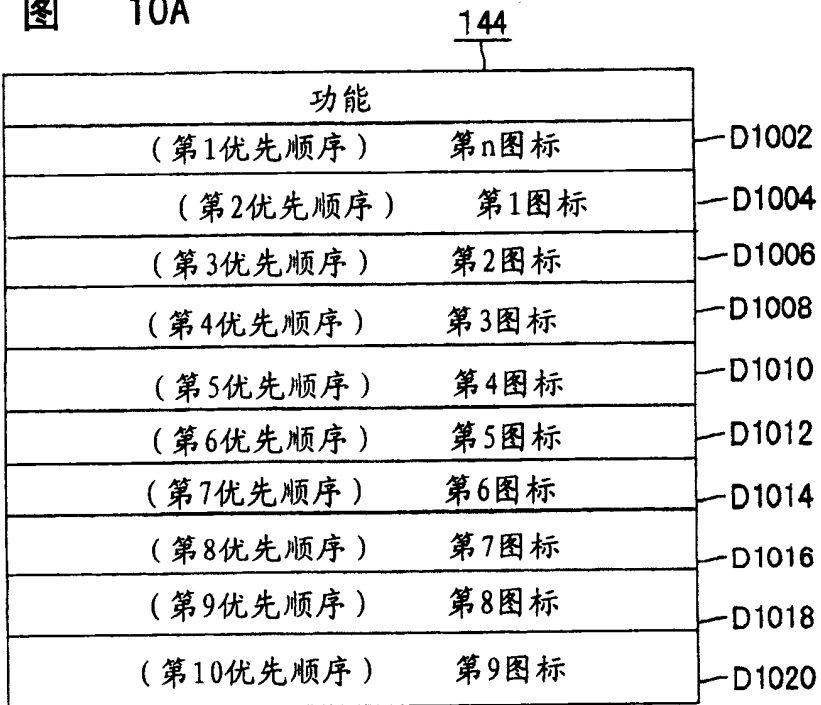 图 10A
144
功能
(第1优先顺序) 第n图标 D1002
(第2优先顺序) 第1图标 D1004
(第3优先顺序) 第2图标 D1006
(第4优先顺序) 第3图标 D1008
(第5优先顺序) 第4图标 D1010
(第6优先顺序) 第5图标 D1012
(第7优先顺序) 第6图标 D1014
(第8优先顺序) 第7图标 D1016
(第9优先顺序) 第8图标 D1018
(第10优先顺序) 第9图标 D1020